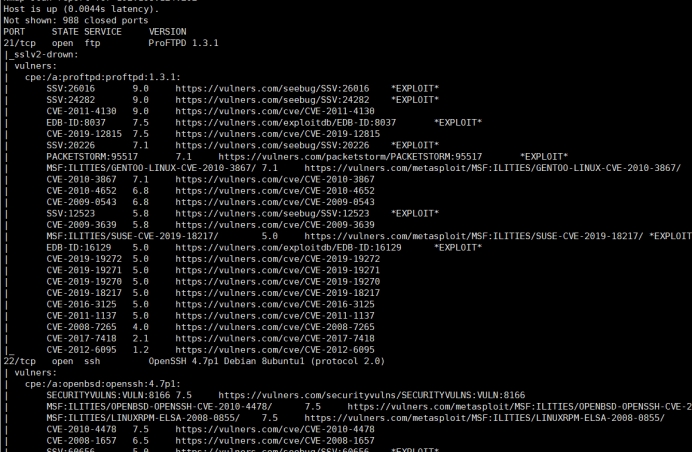 Host is up (0.0044s latency).
Not shown: 988 closed ports
PORT STATE SERVICE VERSION
21/tcp open ftp ProFTPD 1.3.1
|_sslv2-drown:
| vulners:
| cpe:/a:proftpd:proftpd:1.3.1:
| SSV:26016 9.0 https://vulners.com/seebug/SSV:26016 *EXPLOIT*
| SSV:24282 9.0 https://vulners.com/seebug/SSV:24282 *EXPLOIT*
| CVE-2011-4130 9.0 https://vulners.com/cve/CVE-2011-4130
| EDB-ID:8037 7.5 https://vulners.com/exploitdb/EDB-ID:8037 *EXPLOIT*
| CVE-2019-12815 7.5 https://vulners.com/cve/CVE-2019-12815
| SSV:20226 7.1 https://vulners.com/seebug/SSV:20226 *EXPLOIT*
| PACKETSTORM:95517 7.1 https://vulners.com/packetstorm/PACKETSTORM:95517 *EXPLOIT*
| MSF:ILITIES/GENTOO-LINUX-CVE-2010-3867/ 7.1 https://vulners.com/metasploit/MSF:ILITIES/GENTOO-LINUX-CVE-2010-3867/
| CVE-2010-3867 7.1 https://vulners.com/cve/CVE-2010-3867
| CVE-2010-4652 6.8 https://vulners.com/cve/CVE-2010-4652
| CVE-2009-0543 6.8 https://vulners.com/cve/CVE-2009-0543
| SSV:12523 5.8 https://vulners.com/seebug/SSV:12523 *EXPLOIT*
| CVE-2009-3639 5.8 https://vulners.com/cve/CVE-2009-3639
| MSF:ILITIES/SUSE-CVE-2019-18217/ 5.0 https://vulners.com/metasploit/MSF:ILITIES/SUSE-CVE-2019-18217/ *EXPLOIT
| EDB-ID:16129 5.0 https://vulners.com/exploitdb/EDB-ID:16129 *EXPLOIT*
| CVE-2019-19272 5.0 https://vulners.com/cve/CVE-2019-19272
| CVE-2019-19271 5.0 https://vulners.com/cve/CVE-2019-19271
| CVE-2019-19270 5.0 https://vulners.com/cve/CVE-2019-19270
| CVE-2019-18217 5.0 https://vulners.com/cve/CVE-2019-18217
| CVE-2016-3125 5.0 https://vulners.com/cve/CVE-2016-3125
| CVE-2011-1137 5.0 https://vulners.com/cve/CVE-2011-1137
| CVE-2008-7265 4.0 https://vulners.com/cve/CVE-2008-7265
| CVE-2017-7418 2.1 https://vulners.com/cve/CVE-2017-7418
|_ CVE-2012-6095 1.2 https://vulners.com/cve/CVE-2012-6095
22/tcp open ssh OpenSSH 4.7p1 Debian 8ubuntu1 (protocol 2.0)
| vulners:
| cpe:/a:openbsd:openssh:4.7p1:
| SECURITYVULNS:VULN:8166 7.5 https://vulners.com/securityvulns/SECURITYVULNS:VULN:8166
| MSF:ILITIES/OPENBSD-OPENSSH-CVE-2010-4478/ 7.5 https://vulners.com/metasploit/MSF:ILITIES/OPENBSD-OPENSSH-CVE-2
| MSF:ILITIES/LINUXRPM-ELSA-2008-0855/ 7.5 https://vulners.com/metasploit/MSF:ILITIES/LINUXRPM-ELSA-2008-0855/
| CVE-2010-4478 7.5 https://vulners.com/cve/CVE-2010-4478
| CVE-2008-1657 6.5 https://vulners.com/cve/CVE-2008-1657
| SSV:60656 5.0 https://vulners.com/seebug/SSV:60656 *EXPLOIT*